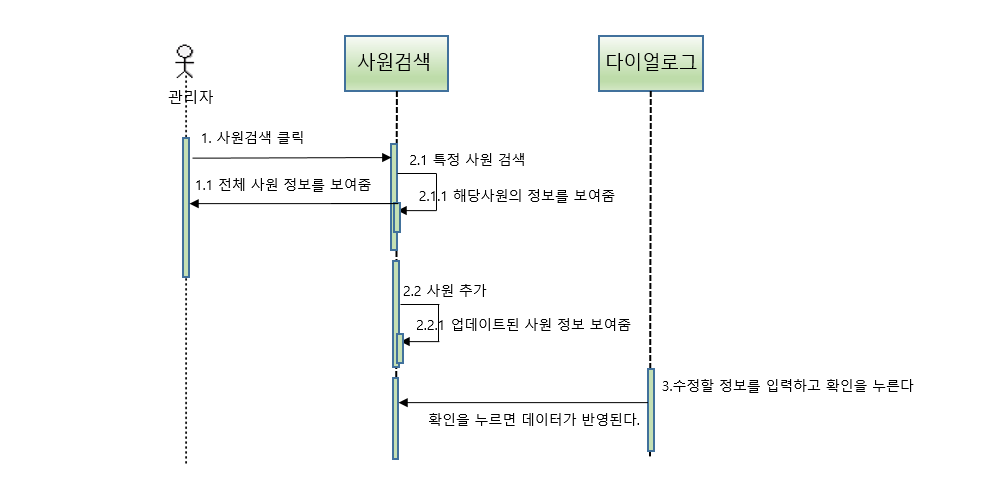 사원검색
다이얼로그
관리자
1. 사원검색 클릭
2.1 특정 사원 검색
1.1 전체 사원 정보를 보여줌
2.1.1 해당사원의 정보를 보여줌
2.2 사원 추가
2.2.1 업데이트된 사원 정보 보여줌
3.수정할 정보를 입력하고 확인을 누른다
확인을 누르면 데이터가 반영된다.